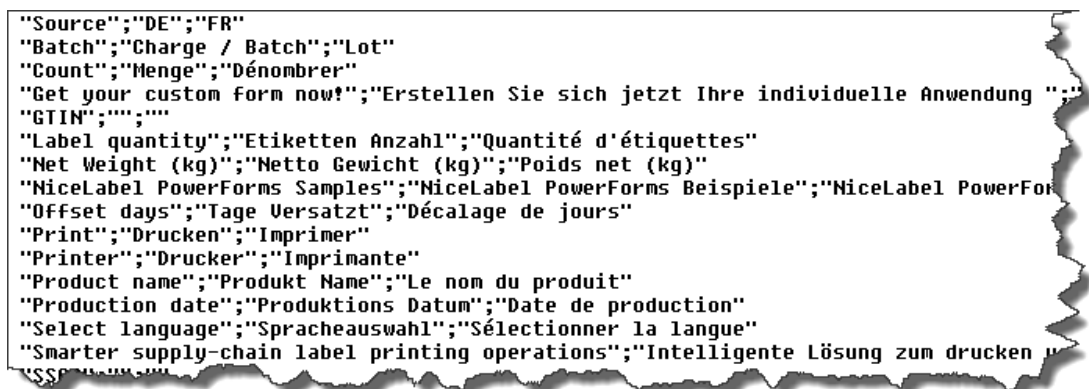 "Source";"DE";"FR"
"Batch";"Charge / Batch";"Lot"
"Count";"Menge";"Dénombrer"
"Get your custom form now!";"Erstellen Sie sich jetzt Ihre individuelle Anwendung ";"
"GTIN";"";""
"Label quantity";"Etiketten Anzahl";"Quantité d'étiquettes"
"Net Weight (kg)";"Netto Gewicht (kg)";"Poids net (kg)"
"NiceLabel PowerForms Samples";"NiceLabel PowerForms Beispiele";"NiceLabel PowerFor
"Offset days";"Tage Versatzt";"Décalage de jours"
"Print";"Drucken";"Imprimer"
"Printer";"Drucker";"Imprimante"
"Product name";"Produkt Name";"Le nom du produit"
"Production date";"Produktions Datum";"Date de production"
"Select language";"Spracheauswahl";"Sélectionner la langue"
"Smarter supply-chain label printing operations";"Intelligente Lösung zum drucken